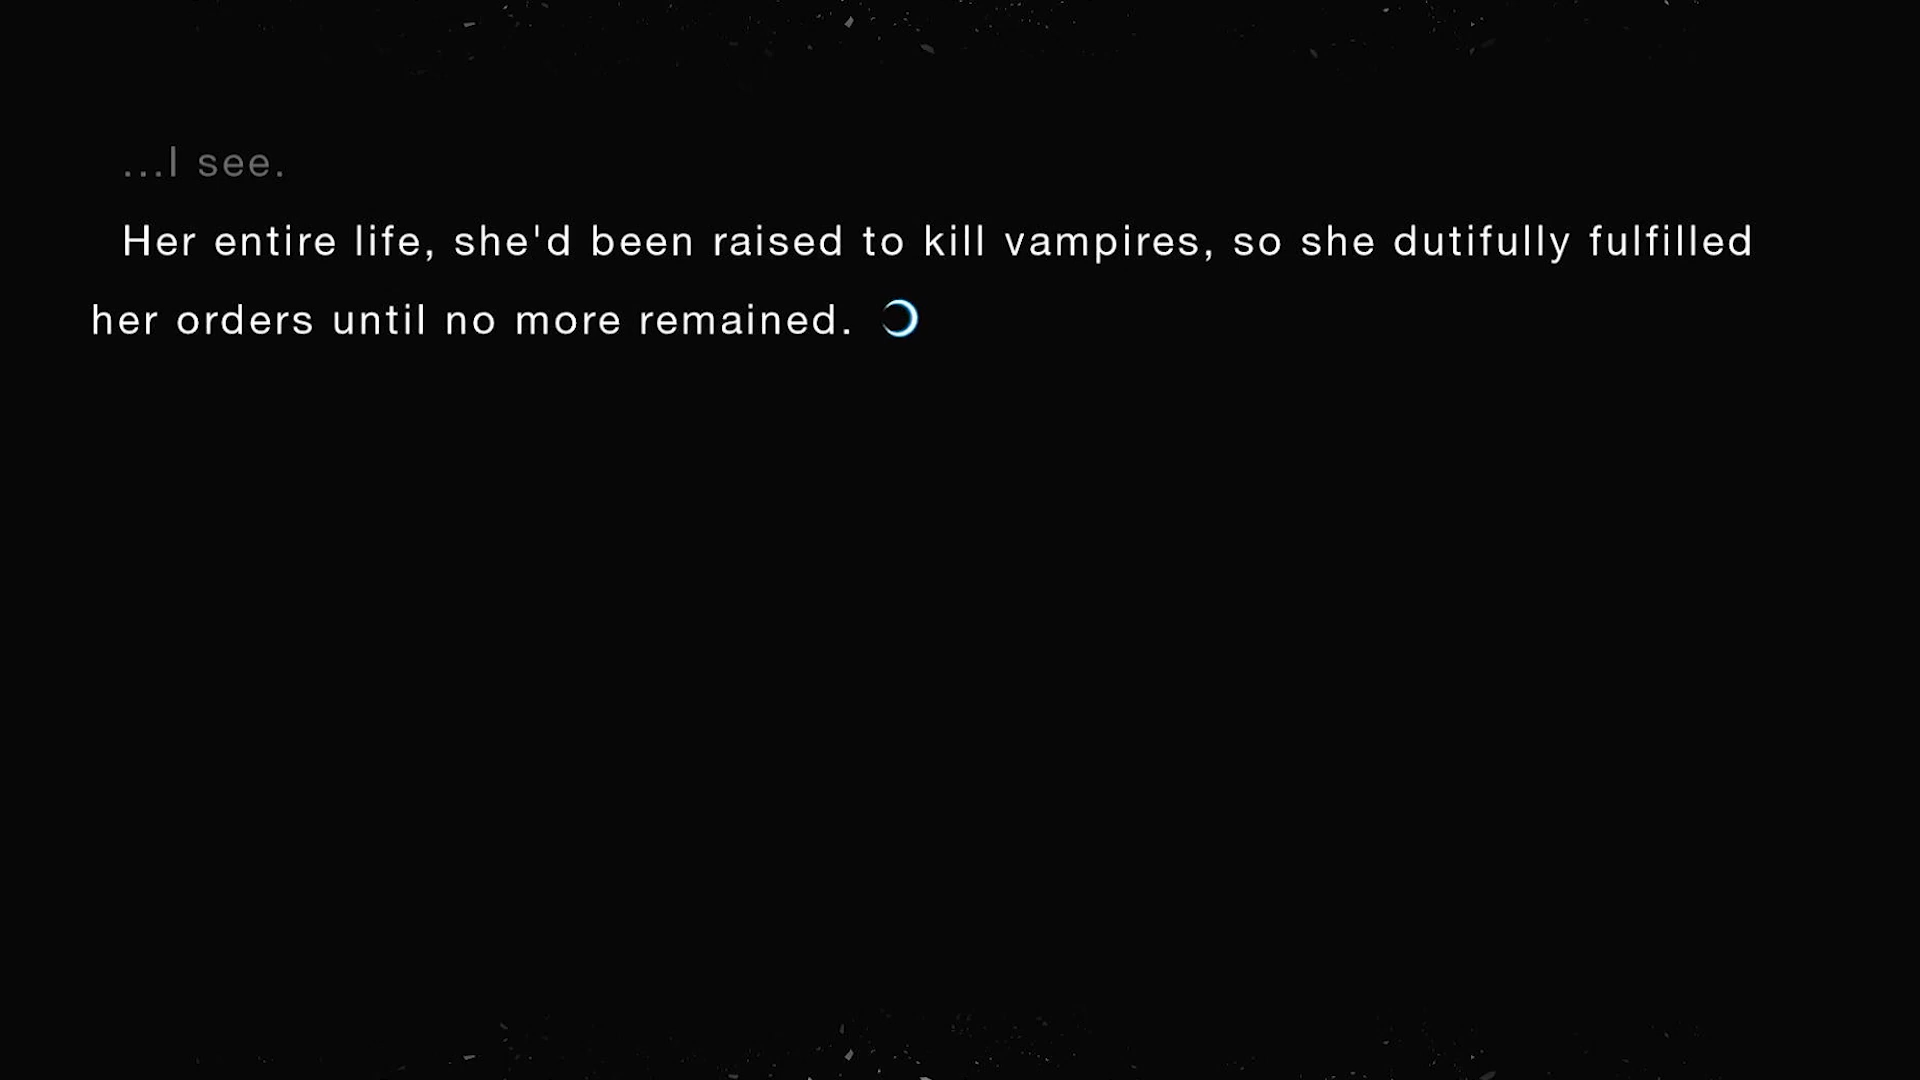 ...I see.
Her entire life, she'd been raised to kill vampires, so she dutifully fulfilled
her orders until no more remained.